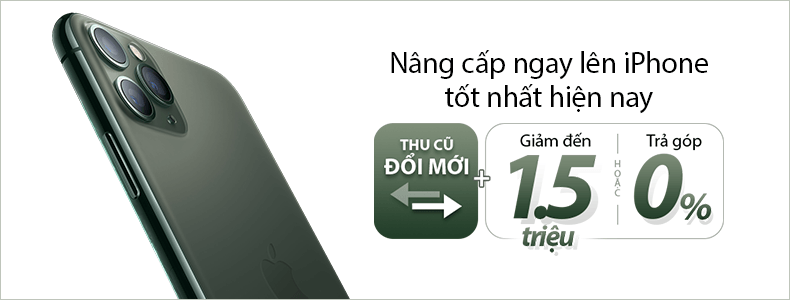 Nâng cấp ngay lên iPhone
tốt nhất hiện nay
THU CŨ
ĐỔI MỚI
+
Giảm đến
1.5
triệu
HOẶC
Trả góp
0%